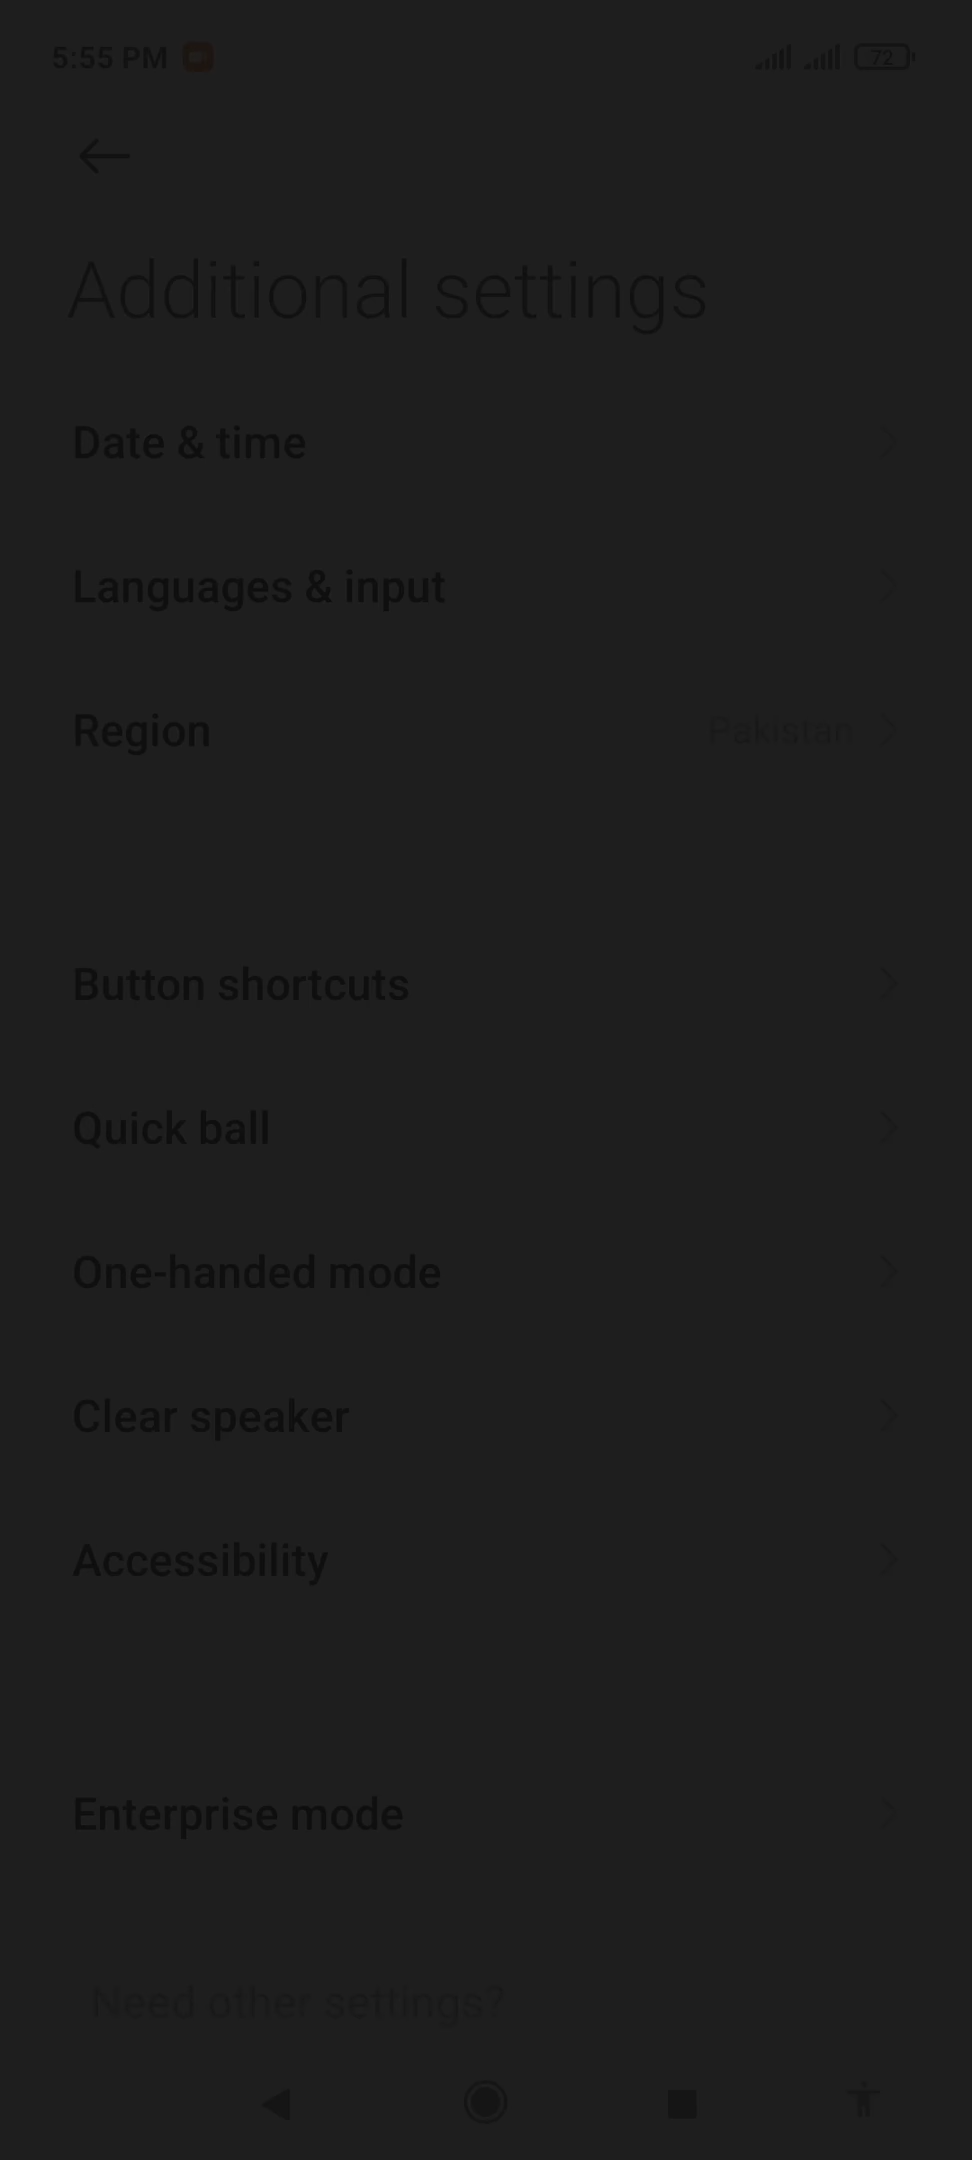 5:55 PM
72
Additional settings
Date & time
Languages & input
Region
Pakistan
Button shortcuts
Quick ball
One-handed mode
Clear speaker
Accessibility
Enterprise mode
Need other settings?